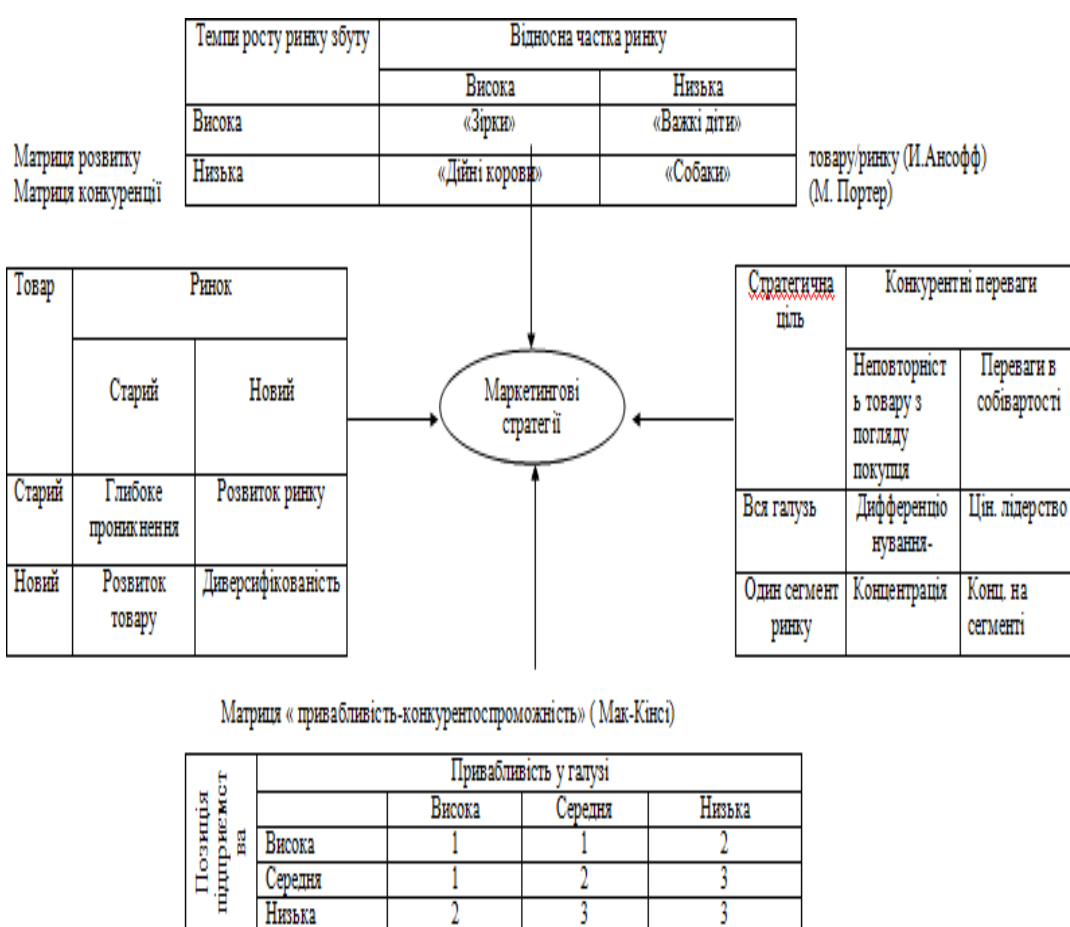 Темпи росту ринку збуту
Відносна частка ринку
Висока
Низька
Висока
«Зірки»
«Важкі діти»
Низька
«Дійні корови»
«Собаки»
Матриця розвитку
товару/ринку (И.Ансофф)
Матриця конкуренції
(М. Портер)
Товар
Ринок
Старий
Новий
Старий
Глибоке
проникнення
Розвиток ринку
Новий
Розвиток
товару
Диверсифікованість
Маркетингові
стратегії
Стратегична
ціль
Конкурентні переваги
Неповторніст
ь товару з
погляду
покупця
Переваги в
собівартості
Вся галузь
Дифференціо
нування-
Цін. лідерство
Один сегмент
ринку
Концентрація
Конц. на
сегменті
Матриця « привабливість-конкурентоспроможність» ( Мак-Кінсі)
Позиція
підприємст
ва
Привабливість у галузі
Висока
Середня
Низька
Висока
1
1
2
Середня
1
2
3
Низька
2
3
3